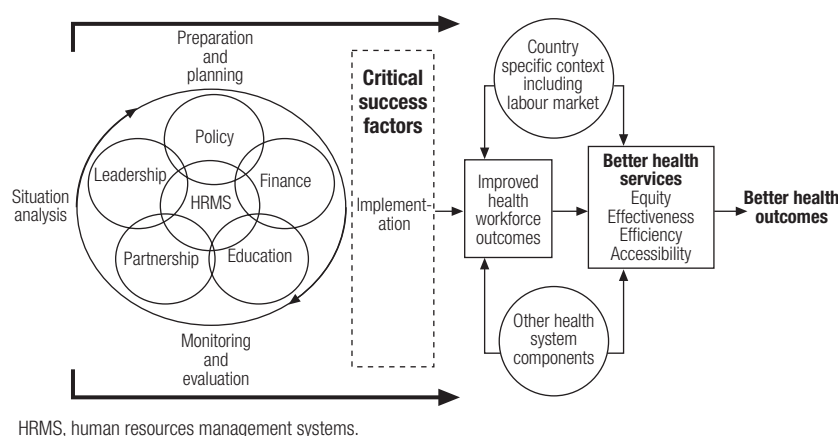 Preparation
and
planning
Critical
success
factors
Country
specific context
including
labour market
Policy
Leadership
Finance
HRMS
Partnership
Education
Situation
analysis
Implement-
ation
Improved
health
workforce
outcomes
Better health
services
Equity
Effectiveness
Efficiency
Accessibility
Better health
outcomes
Monitoring
and
evaluation
Other health
system
components
HRMS, human resources management systems.